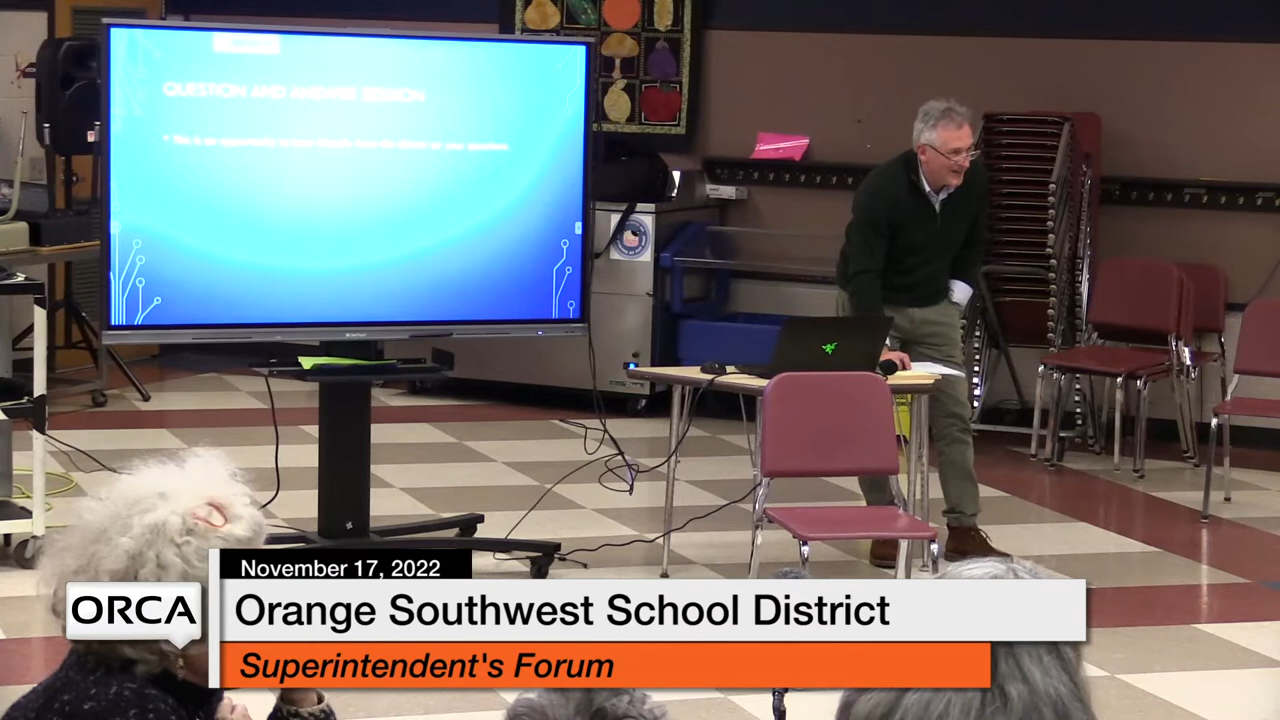 QUESTION AND ANSWER SESSION
November 17, 2022
ORCA
Orange Southwest School District
Superintendent's Forum